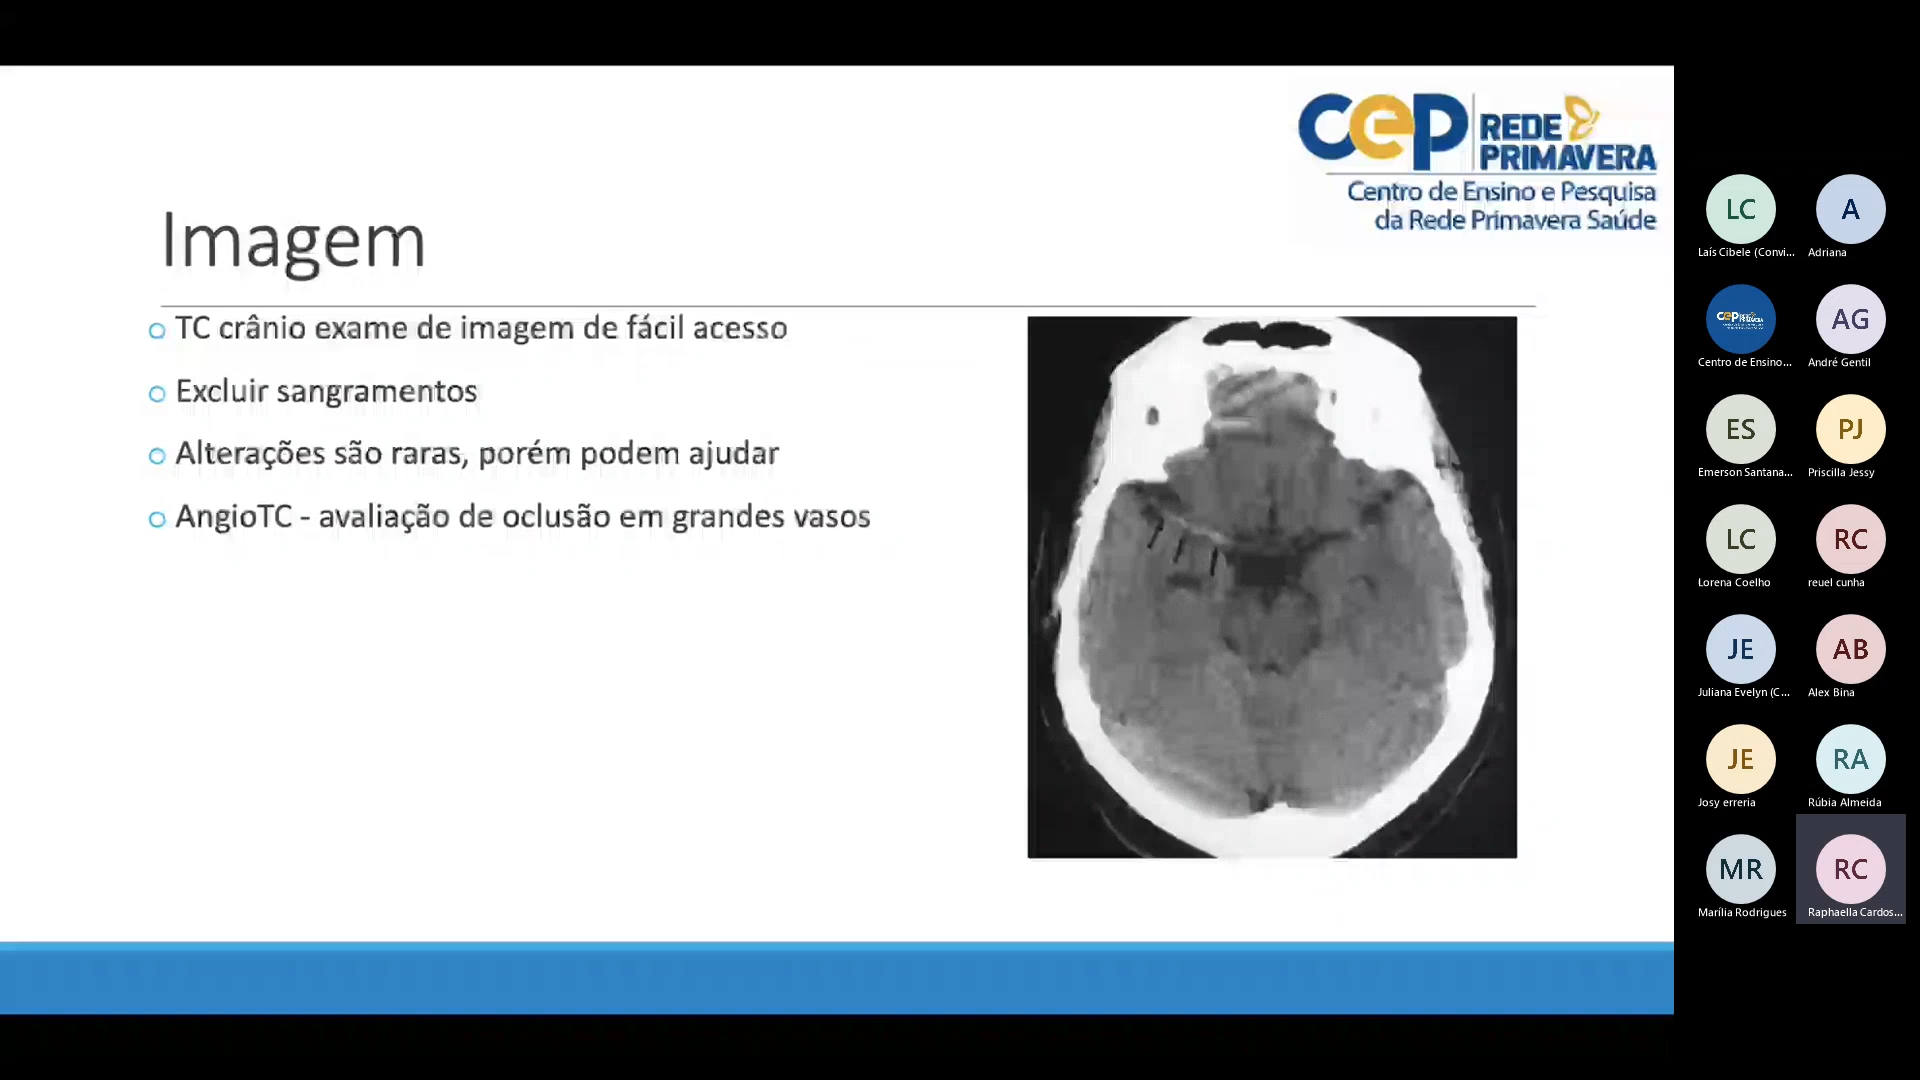 cep REDE
PRIMAVERA
Centro de Ensino e Pesquisa
da Rede Primavera Saúde
Imagem
TC crânio exame de imagem de fácil acesso
Excluir sangramentos
Alterações são raras, porém podem ajudar
AngioTC - avaliação de oclusão em grandes vasos
LC
A
Laís Cibele (Convi...
Adriana
AG
Centro de Ensino...
André Gentil
ES
PJ
Emerson Santana...
Priscilla Jessy
LC
RC
Lorena Coelho
reuel cunha
JE
AB
Juliana Evelyn (C...
Alex Bina
JE
RA
Josy erreria
Rúbia Almeida
MR
RC
Marília Rodrigues
Raphaella Cardos...